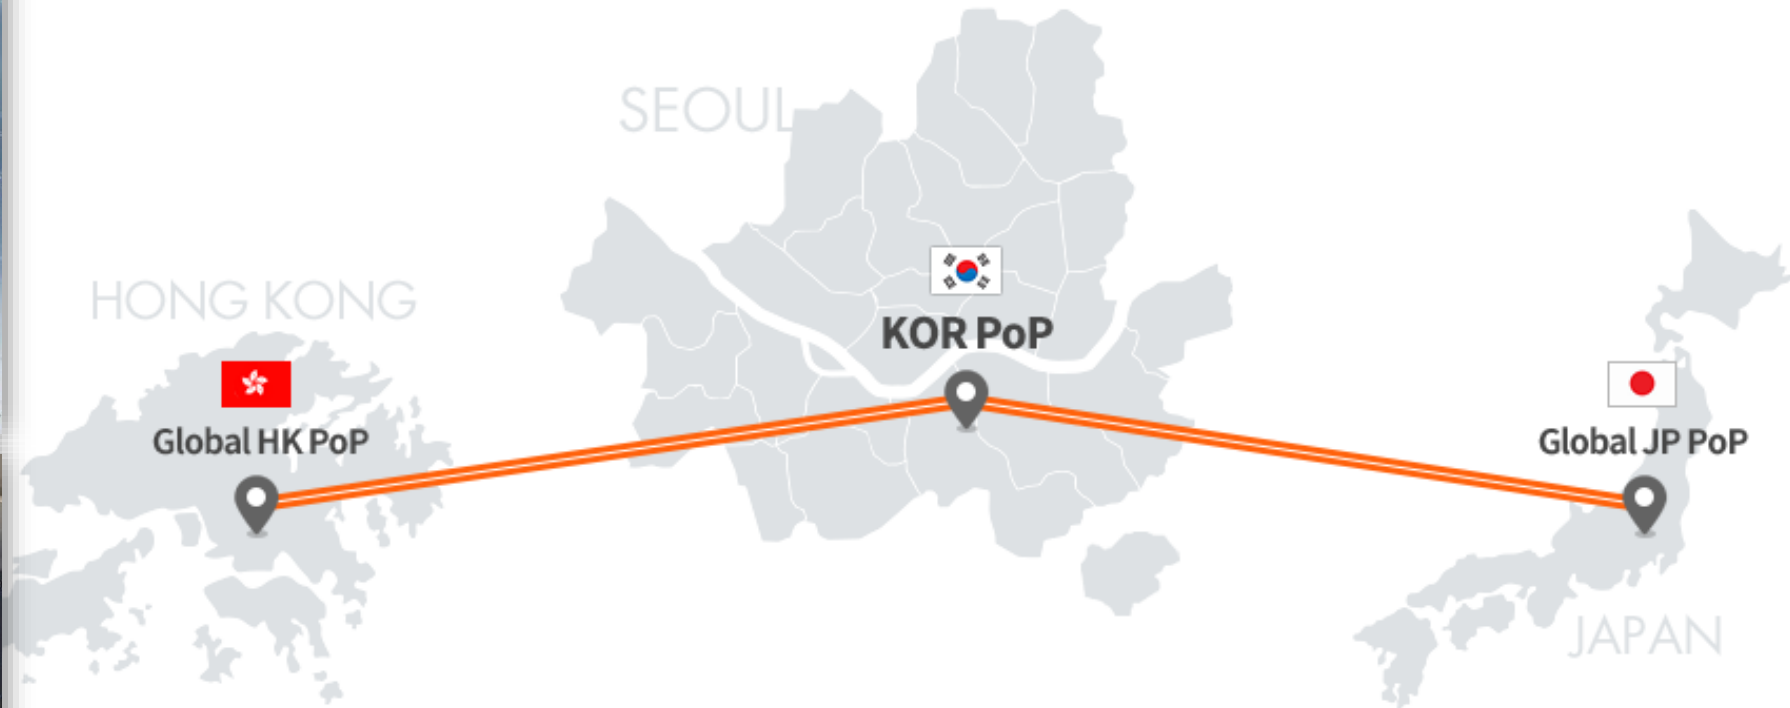 SEOUL
HONG KONG
KOR PoP
Global HK PoP
Global JP PoP
JAPAN